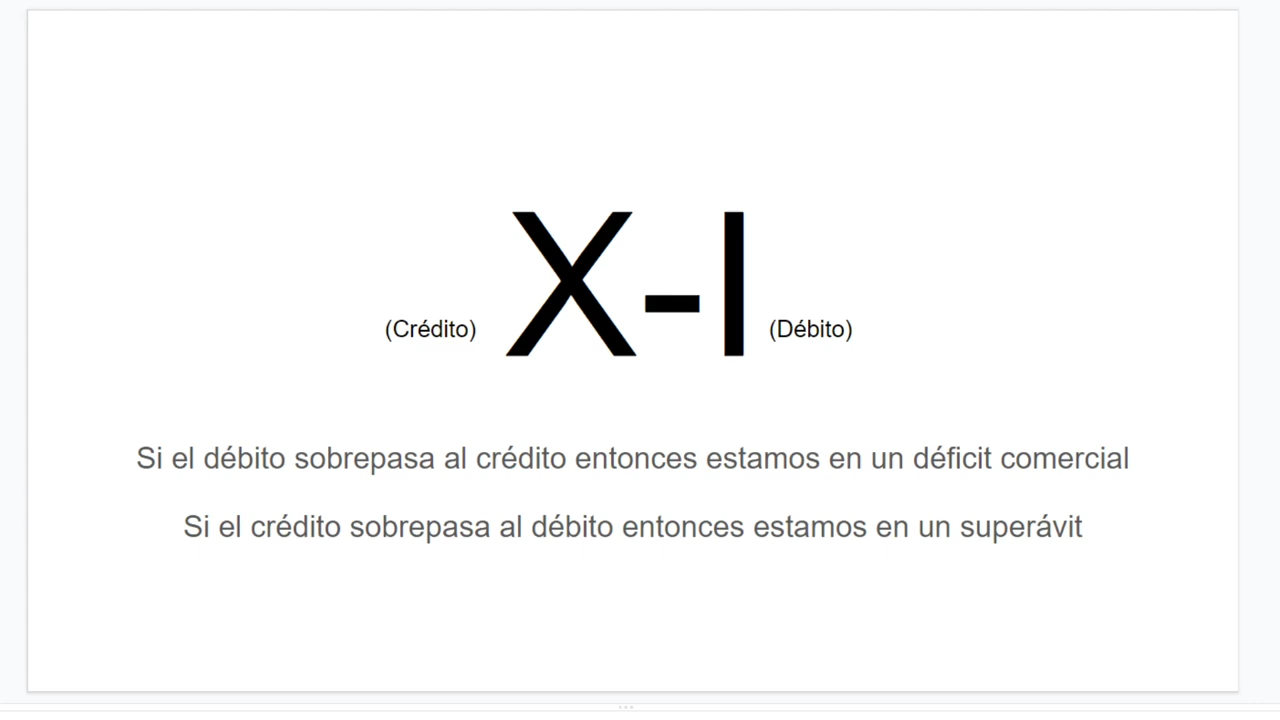 (Crédito) X-I (Débito)
Si el débito sobrepasa al crédito entonces estamos en un déficit comercial
Si el crédito sobrepasa al débito entonces estamos en un superávit